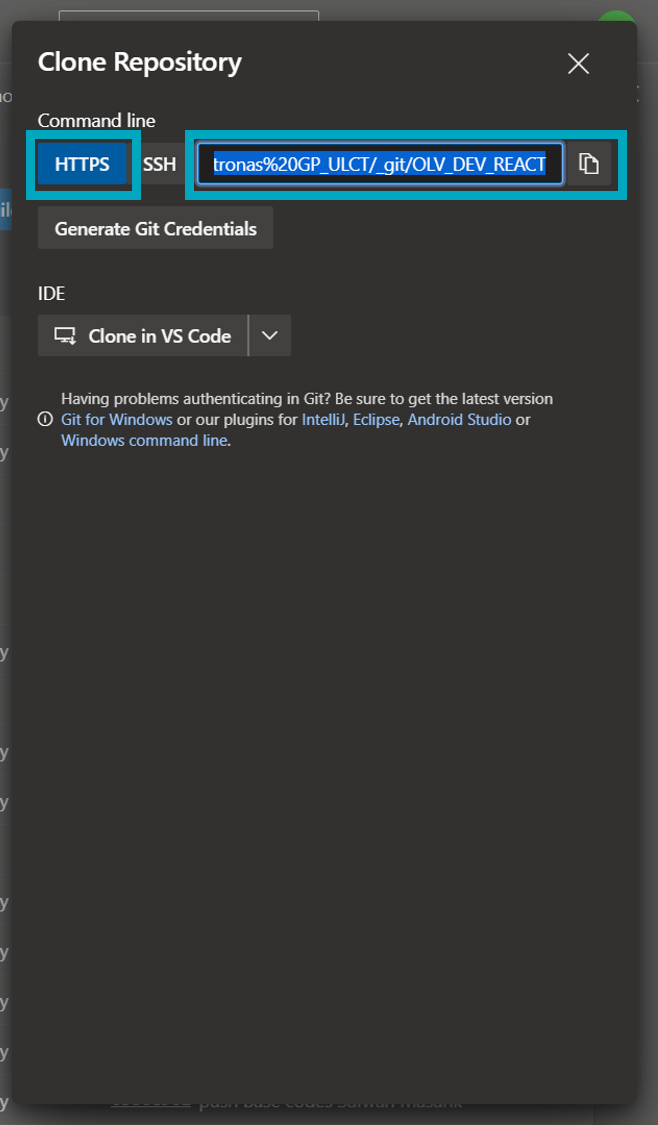 Clone Repository
Command line
HTTPS SSH tronas%20GP_ULCT/_git/OLV_DEV_REACT
Generate Git Credentials
IDE
Clone in VS Code
Having problems authenticating in Git? Be sure to get the latest version
Git for Windows or our plugins for IntelliJ, Eclipse, Android Studio or
Windows command line.